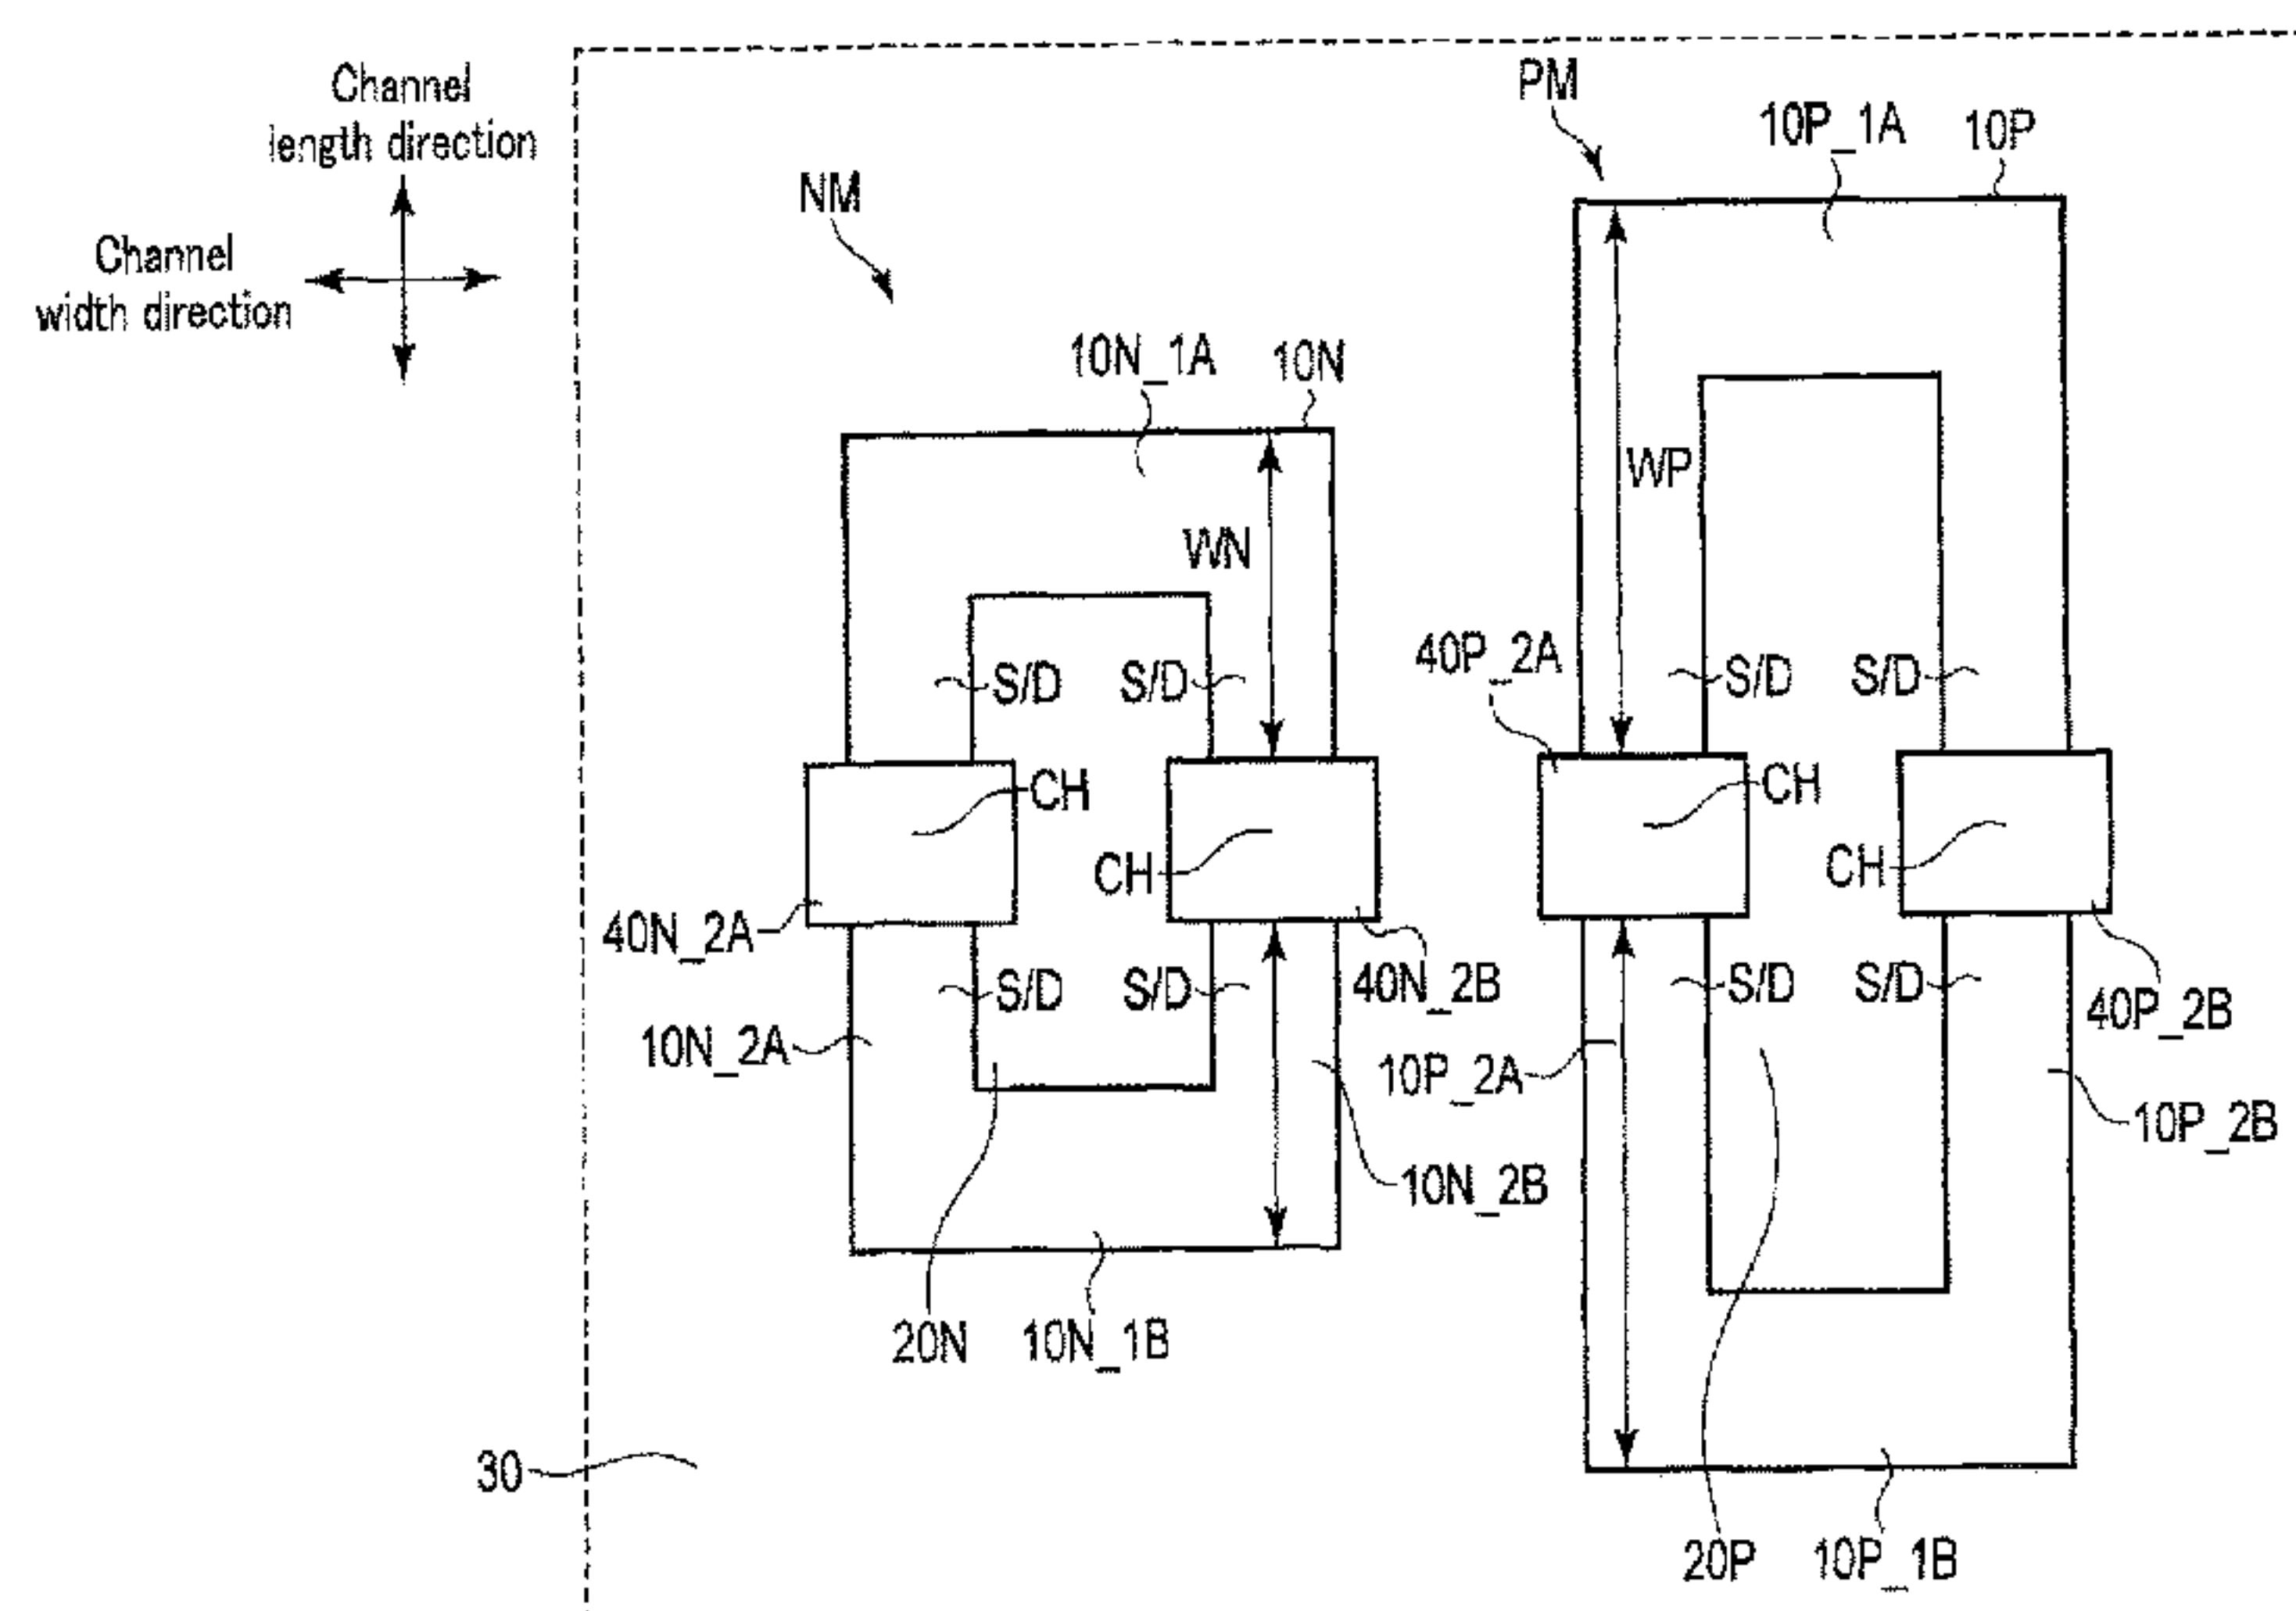 Channel
length direction
Channel
width direction
PM
10P_1A
10P
NM
10N_1A
10N
WP
WN
40P_2A
S/D
S/D
S/D
S/D
CH
CH
CH
CH
40N_2A
40N_2B
40P_2B
S/D
S/D
S/D
S/D
10N_2A
10P_2A
10P_2B
10N_2B
20N
10N_1B
30
20P
10P_1B